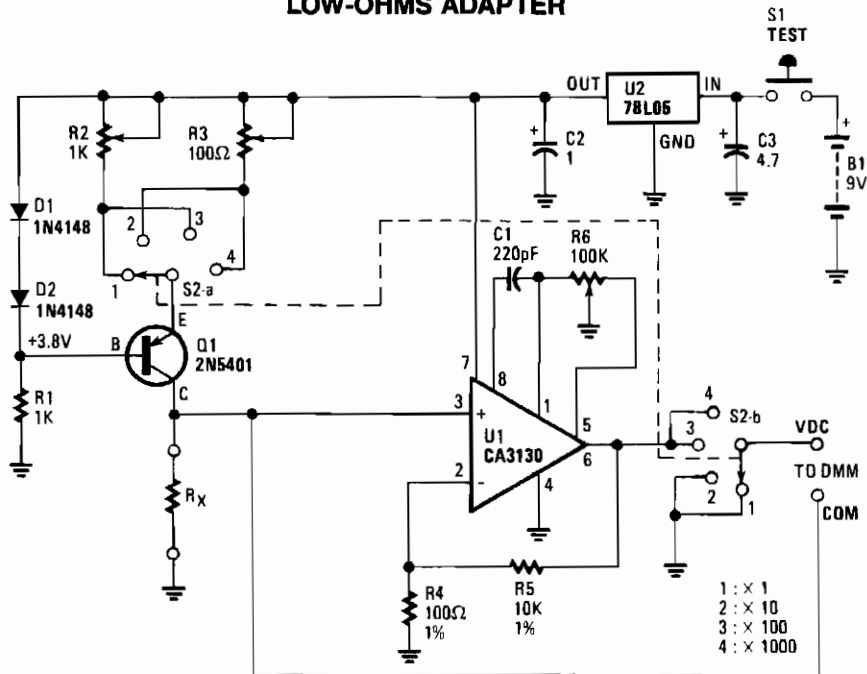 LOW-OHMS ADAPTER
S1
TEST
OUT
U2
78L05
IN
GND
R2
1K
R3
100Ω
+
C2
1
+
C3
4.7
+
B1
9V
D1
1N4148
2
3
4
1
S2-a
C1
220pF
R6
100K
D2
1N4148
+3.8V
B
E
C
Q1
2N5401
R1
1K
RX
7
8
1
3
+
U1
CA3130
5
6
2
-
4
4
3
S2-b
2
1
VDC
TO DMM
COM
R4
100Ω
1%
R5
10K
1%
1 : × 1
2 : × 10
3 : × 100
4 : × 1000